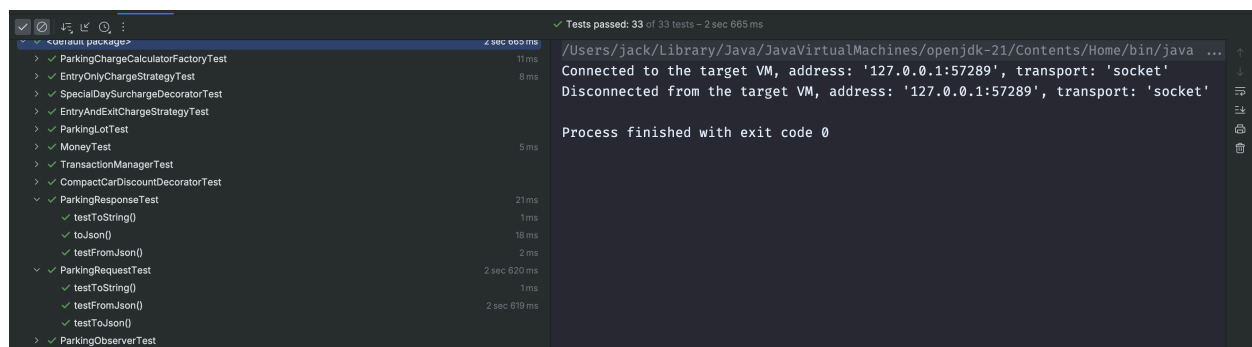 Tests passed: 33 of 33 tests – 2 sec 665 ms
<default package> 2 sec 665 ms
ParkingChargeCalculatorFactoryTest 11 ms
EntryOnlyChargeStrategyTest 8 ms
SpecialDaySurchargeDecoratorTest
EntryAndExitChargeStrategyTest
ParkingLotTest
MoneyTest 5 ms
TransactionManagerTest
CompactCarDiscountDecoratorTest
ParkingResponseTest 21 ms
testToString() 1 ms
toJson() 18 ms
testFromJson() 2 ms
ParkingRequestTest 2 sec 620 ms
testToString() 1 ms
testFromJson() 2 sec 619 ms
testToJson()
ParkingObserverTest
/Users/jack/Library/Java/JavaVirtualMachines/openjdk-21/Contents/Home/bin/java ...
Connected to the target VM, address: '127.0.0.1:57289', transport: 'socket'
Disconnected from the target VM, address: '127.0.0.1:57289', transport: 'socket'
Process finished with exit code 0